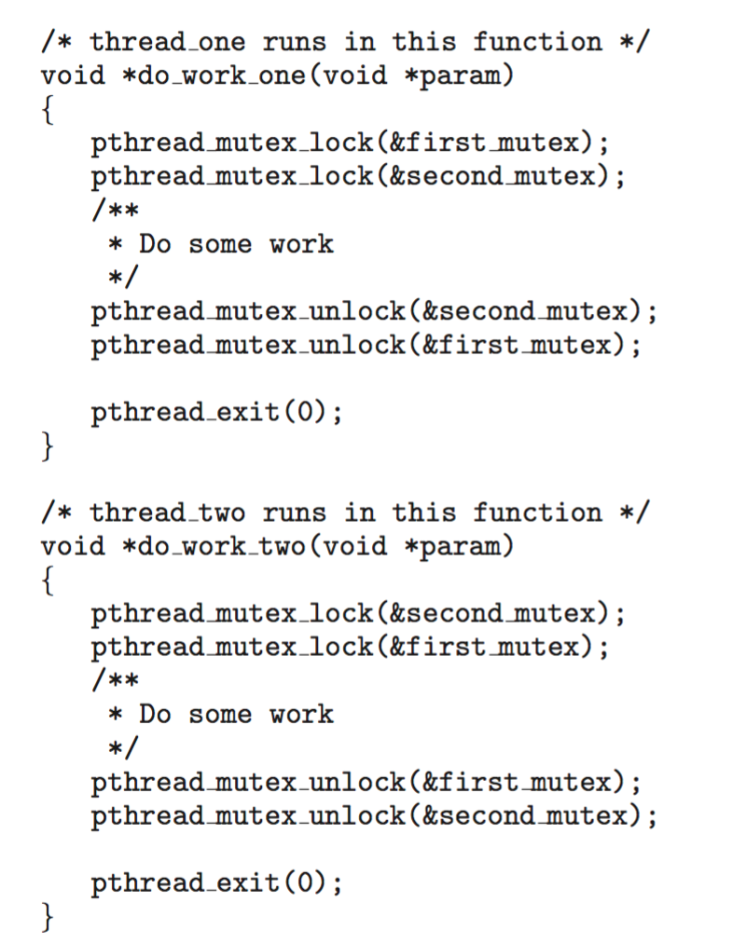 /* thread_one runs in this function */
void *do_work_one(void *param)
{
pthread_mutex_lock(&first_mutex);
pthread_mutex_lock(&second_mutex);
/**
* Do some work
*/
pthread_mutex_unlock(&second_mutex);
pthread_mutex_unlock(&first_mutex);
pthread_exit(0);
}
/* thread_two runs in this function */
void *do_work_two(void *param)
{
pthread_mutex_lock(&second_mutex);
pthread_mutex_lock(&first_mutex);
/**
* Do some work
*/
pthread_mutex_unlock(&first_mutex);
pthread_mutex_unlock(&second_mutex);
pthread_exit(0);
}